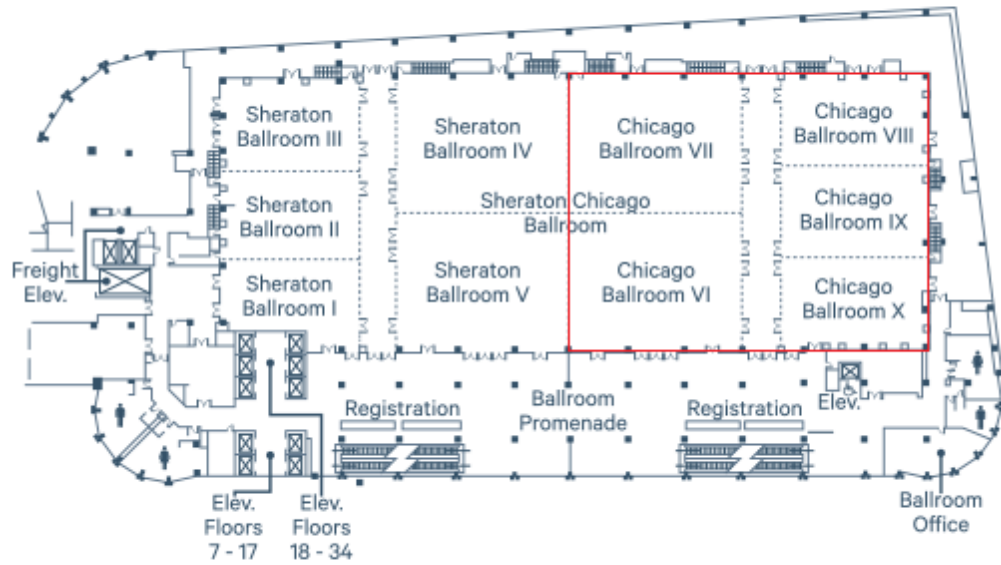 Sheraton
Ballroom III
Sheraton
Ballroom IV
Chicago
Ballroom VII
Chicago
Ballroom VIII
Sheraton
Ballroom II
Sheraton Chicago
Ballroom
Chicago
Ballroom IX
Freight
Elev.
Sheraton
Ballroom I
Sheraton
Ballroom V
Chicago
Ballroom VI
Chicago
Ballroom X
Registration
Ballroom
Promenade
Registration
Elev.
Elev.
Floors
7 - 17
Elev.
Floors
18 - 34
Ballroom
Office